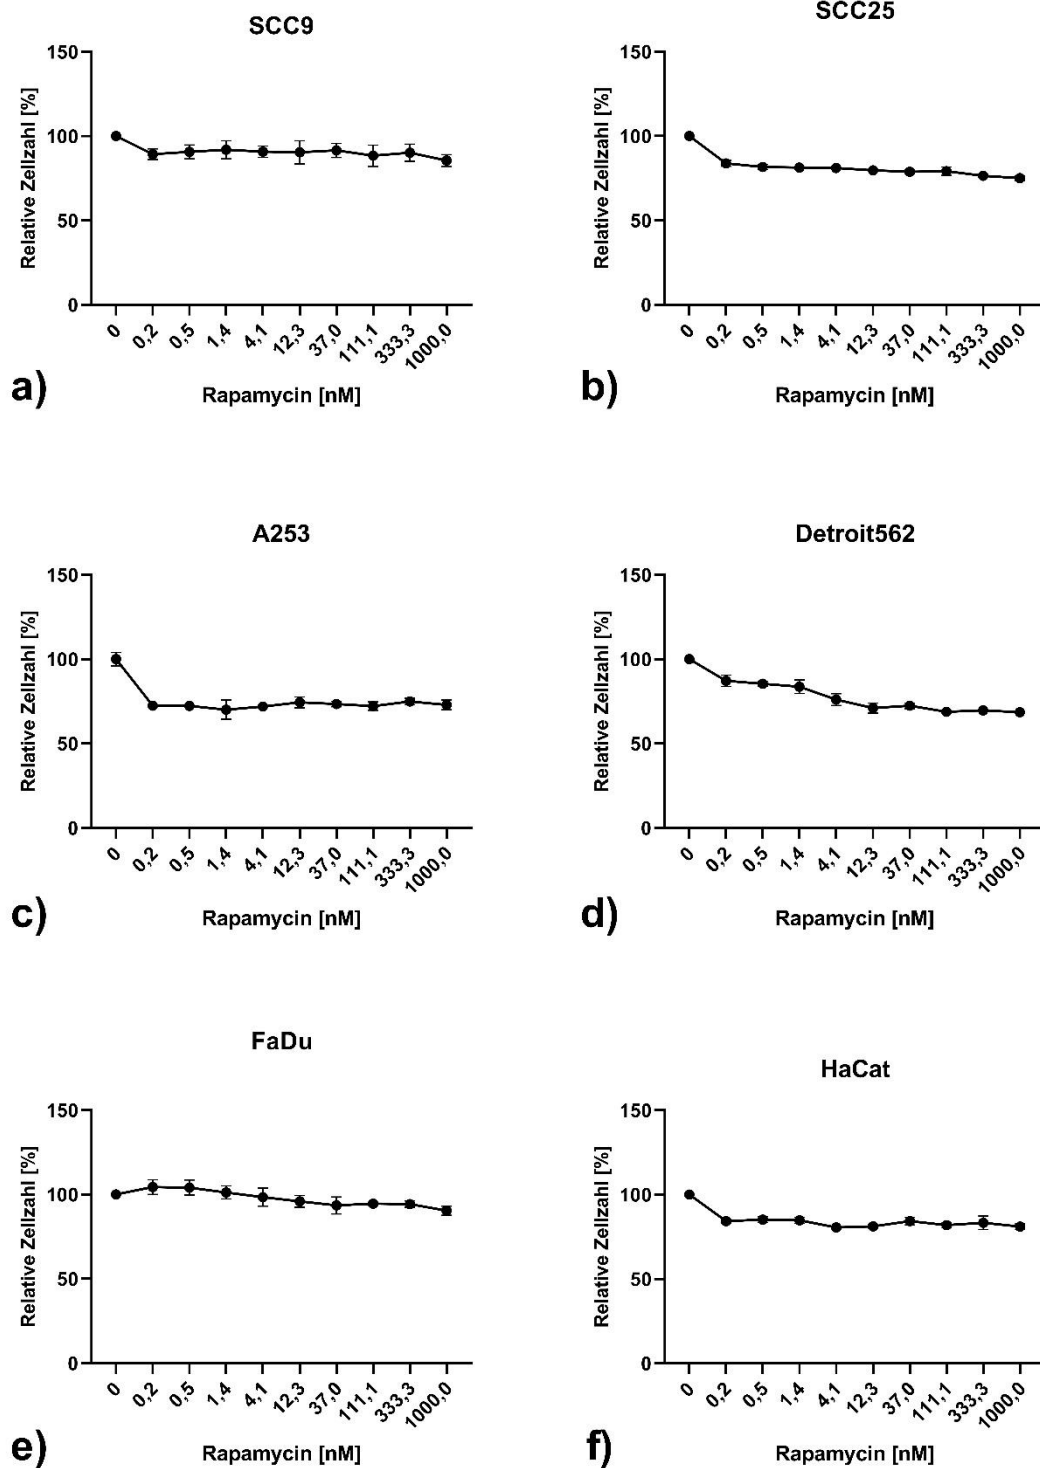 SCC9
150
100
50
0
Relative Zellzahl [%]
0 0,2 0,5 1,4 4,1 12,3 37,0 111,1 333,3 1000,0
Rapamycin [nM]
a)
SCC25
150
100
50
0
Relative Zellzahl [%]
0 0,2 0,5 1,4 4,1 12,3 37,0 111,1 333,3 1000,0
Rapamycin [nM]
b)
A253
150
100
50
0
Relative Zellzahl [%]
0 0,2 0,5 1,4 4,1 12,3 37,0 111,1 333,3 1000,0
Rapamycin [nM]
c)
Detroit562
150
100
50
0
Relative Zellzahl [%]
0 0,2 0,5 1,4 4,1 12,3 37,0 111,1 333,3 1000,0
Rapamycin [nM]
d)
FaDu
150
100
50
0
Relative Zellzahl [%]
0 0,2 0,5 1,4 4,1 12,3 37,0 111,1 333,3 1000,0
Rapamycin [nM]
e)
HaCat
150
100
50
0
Relative Zellzahl [%]
0 0,2 0,5 1,4 4,1 12,3 37,0 111,1 333,3 1000,0
Rapamycin [nM]
f)